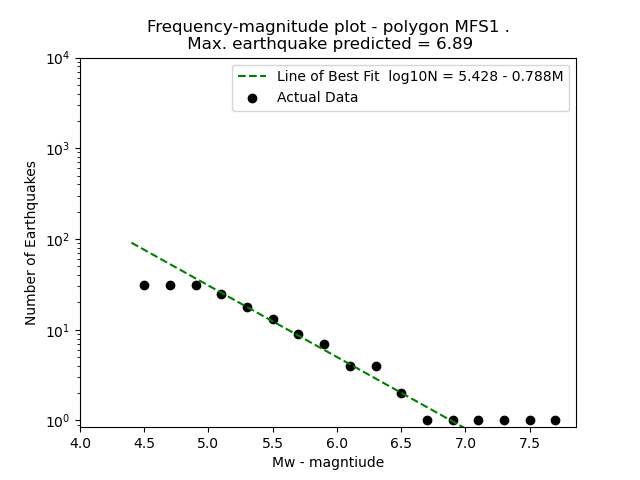 Frequency-magnitude plot - polygon MFS1 .
Max. earthquake predicted = 6.89
Line of Best Fit  log10N = 5.428 - 0.788M
Actual Data
Number of Earthquakes
10^4
10^3
10^2
10^1
10^0
4.0 4.5 5.0 5.5 6.0 6.5 7.0 7.5
Mw - magntiude